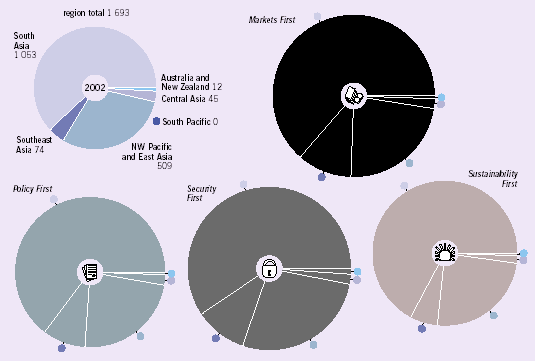 region total 1 693
Markets First
South
Asia
1 053
Australia and
New Zealand 12
2002
Central Asia 45
South Pacific 0
Southeast
Asia 74
NW Pacific
and East Asia
509
Sustainability
First
Policy First
Security
First